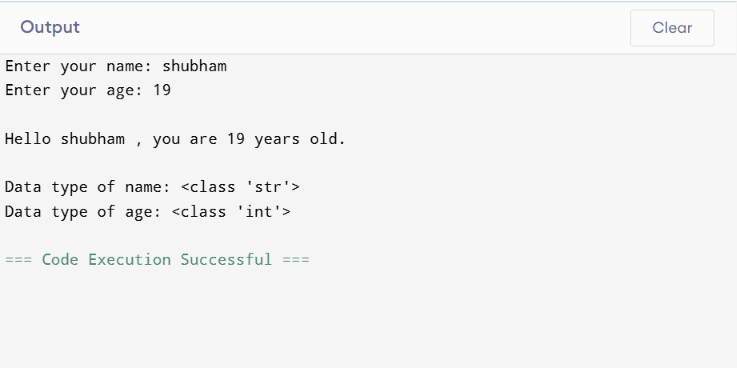 Output
Clear
Enter your name: shubham
Enter your age: 19
Hello shubham , you are 19 years old.
Data type of name: <class 'str'>
Data type of age: <class 'int'>
=== Code Execution Successful ===